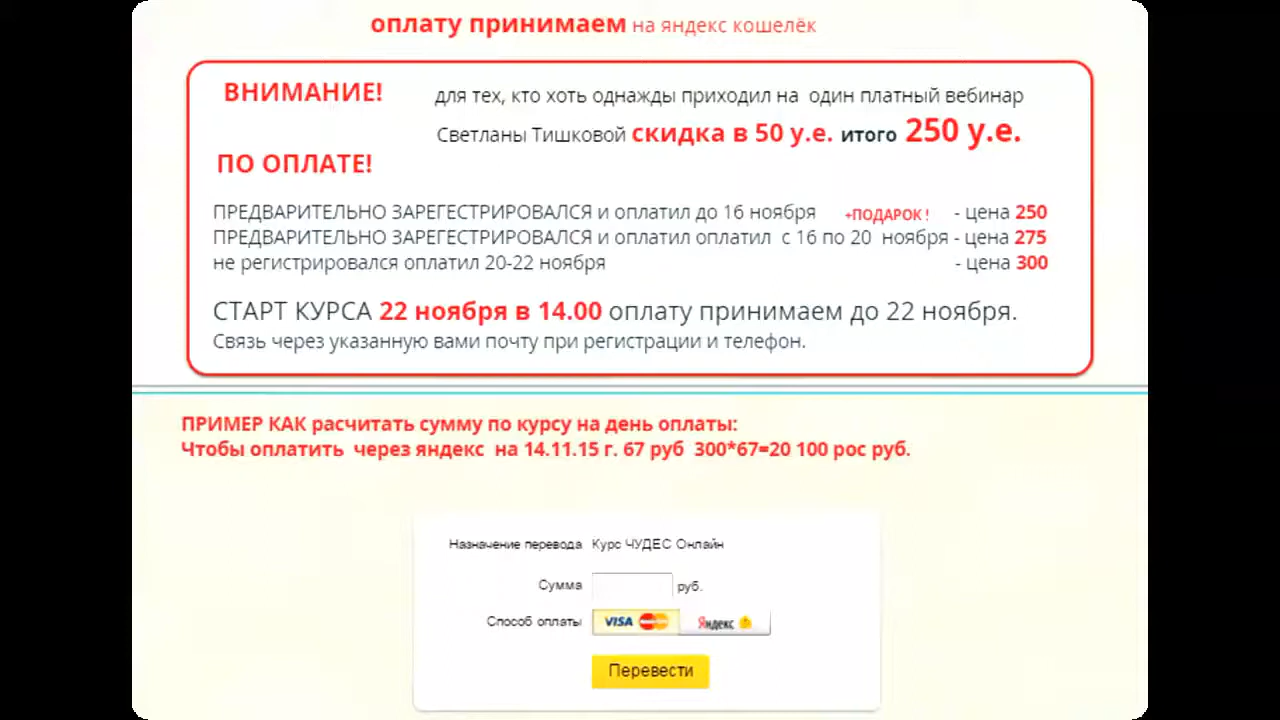 оплату принимаем на яндекс кошелёк
ВНИМАНИЕ! для тех, кто хоть однажды приходил на один платный вебинар
Светланы Тишковой скидка в 50 у.е. итого 250 у.е.
ПО ОПЛАТЕ!
ПРЕДВАРИТЕЛЬНО ЗАРЕГЕСТРИРОВАЛСЯ и оплатил до 16 ноября +ПОДАРОК ! - цена 250
ПРЕДВАРИТЕЛЬНО ЗАРЕГЕСТРИРОВАЛСЯ и оплатил оплатил с 16 по 20 ноября - цена 275
не регистрировался оплатил 20-22 ноября - цена 300
СТАРТ КУРСА 22 ноября в 14.00 оплату принимаем до 22 ноября.
Связь через указанную вами почту при регистрации и телефон.
ПРИМЕР КАК расчитать сумму по курсу на день оплаты:
Чтобы оплатить через яндекс на 14.11.15 г. 67 руб 300*67=20 100 рос руб.
Назначение перевода Курс ЧУДЕС Онлайн
Сумма руб.
Способ оплаты VISA MasterCard Яндекс
Перевести